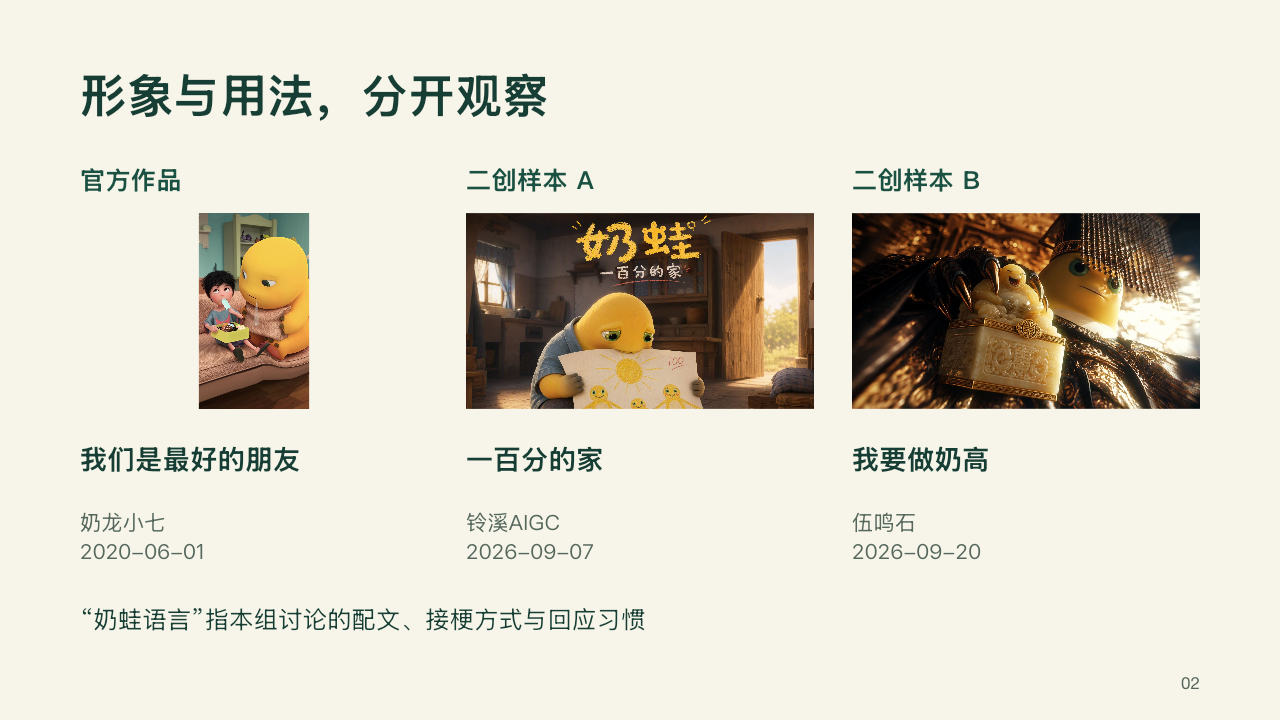 形象与用法，分开观察
官方作品
二创样本 A
二创样本 B
奶蛙
一百分的家
100
我们是最好的朋友
一百分的家
我要做奶高
奶龙小七
2020-06-01
铃溪AIGC
2026-09-07
伍鸣石
2026-09-20
“奶蛙语言”指本组讨论的配文、接梗方式与回应习惯
02